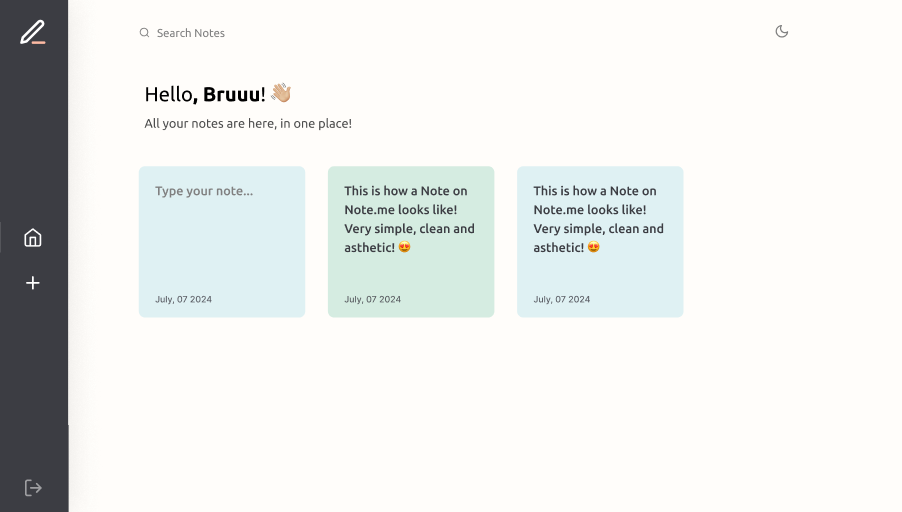 Search Notes
Hello, Bruuu! 👋🏼
All your notes are here, in one place!
Type your note...
July, 07 2024
This is how a Note on
Note.me looks like!
Very simple, clean and
asthetic! 😍
July, 07 2024
This is how a Note on
Note.me looks like!
Very simple, clean and
asthetic! 😍
July, 07 2024